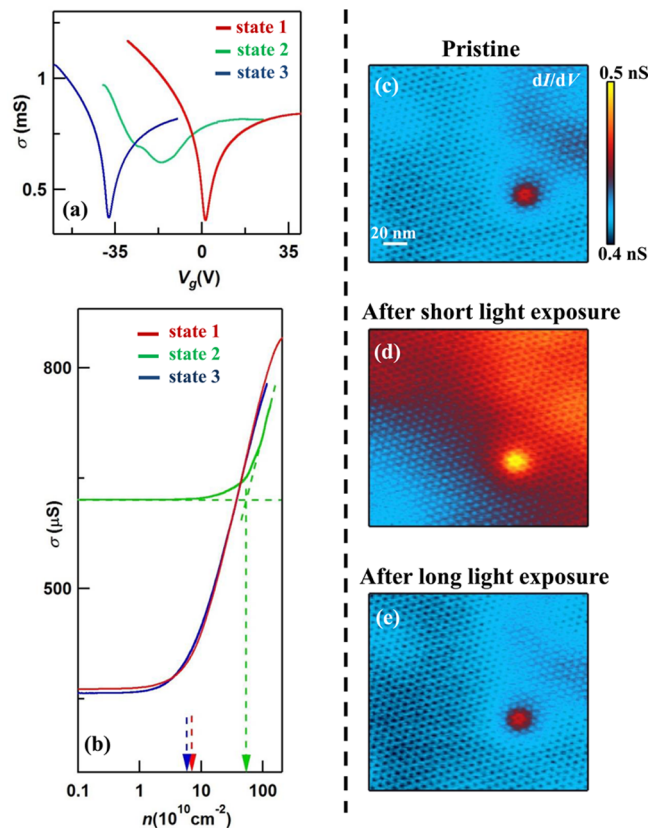 state 1
state 2
state 3
1
0.5
σ (mS)
(a)
-35
0
35
Vg(V)
state 1
state 2
state 3
800
500
σ (μS)
(b)
0.1
1
10
100
n(10^10 cm^-2)
Pristine
(c)
dI/dV
0.5 nS
0.4 nS
20 nm
After short light exposure
(d)
After long light exposure
(e)